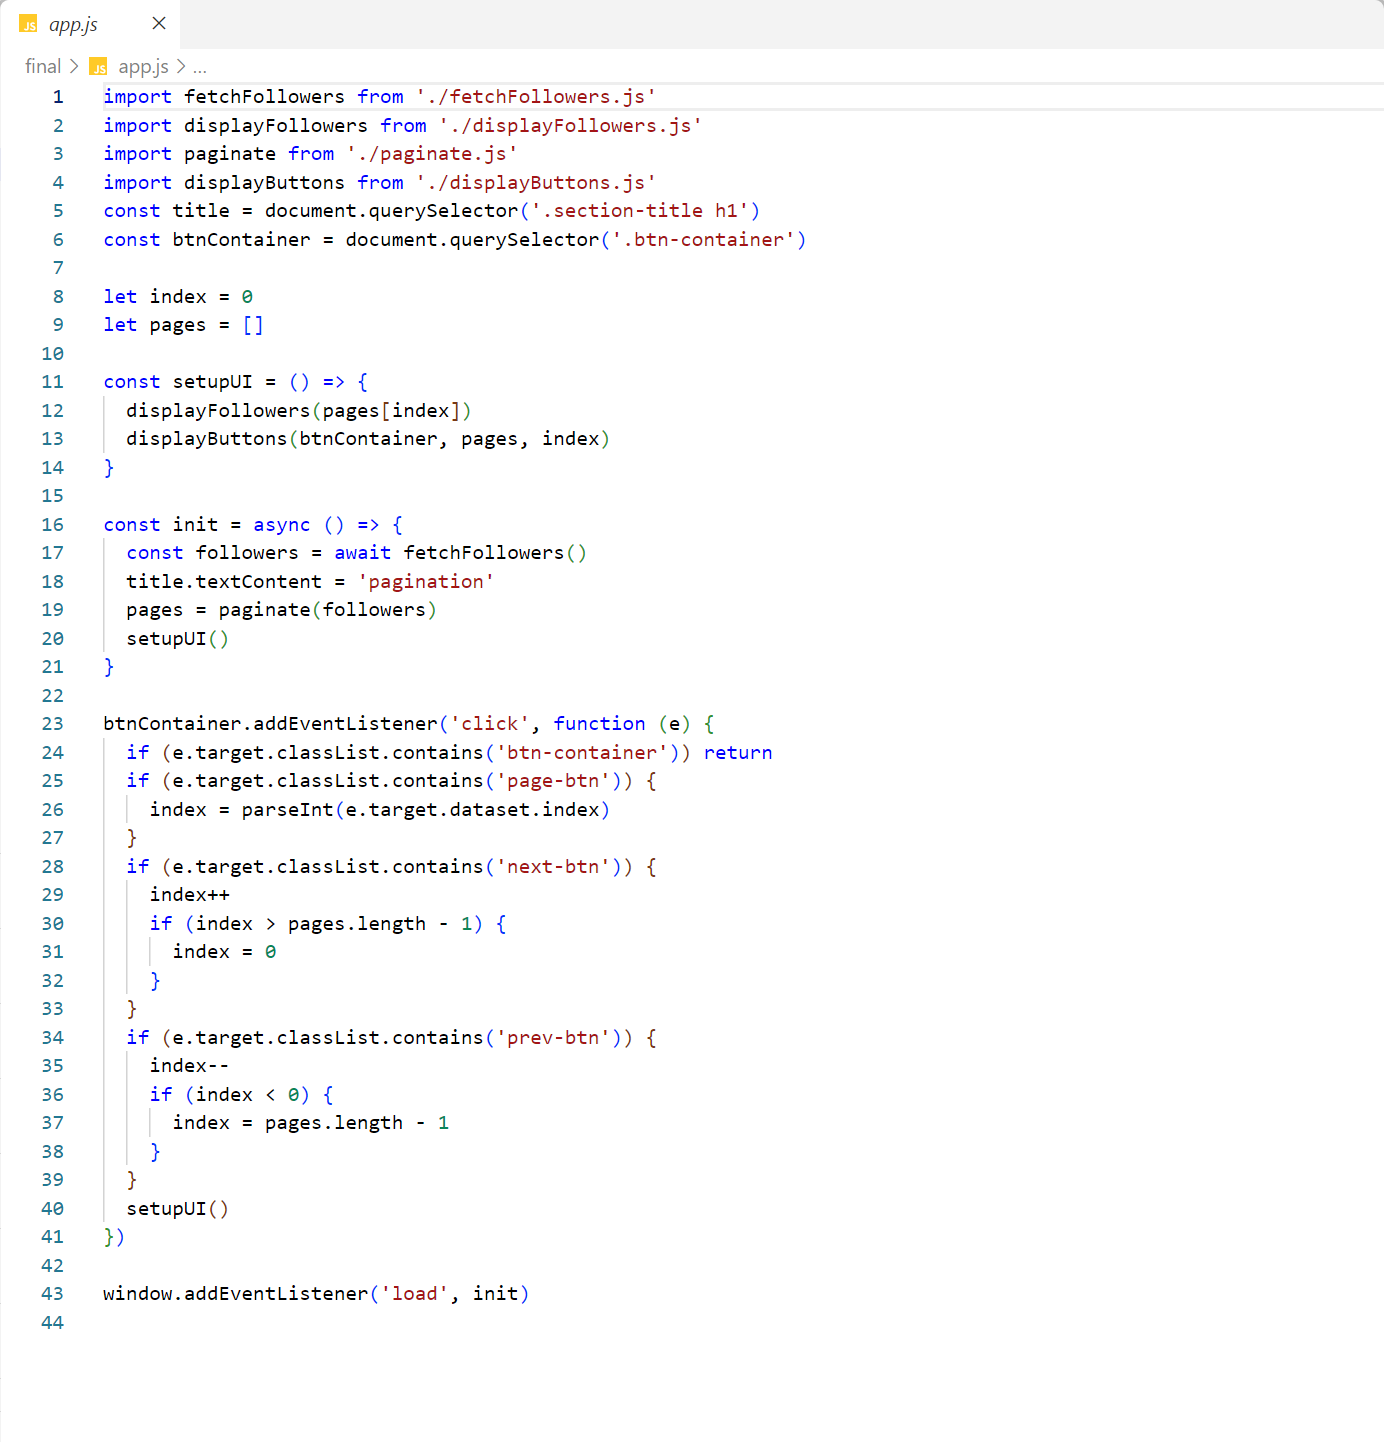 JS app.js ×
final > JS app.js > ...
1 import fetchFollowers from './fetchFollowers.js'
2 import displayFollowers from './displayFollowers.js'
3 import paginate from './paginate.js'
4 import displayButtons from './displayButtons.js'
5 const title = document.querySelector('.section-title h1')
6 const btnContainer = document.querySelector('.btn-container')
7
8 let index = 0
9 let pages = []
10
11 const setupUI = () => {
12   displayFollowers(pages[index])
13   displayButtons(btnContainer, pages, index)
14 }
15
16 const init = async () => {
17   const followers = await fetchFollowers()
18   title.textContent = 'pagination'
19   pages = paginate(followers)
20   setupUI()
21 }
22
23 btnContainer.addEventListener('click', function (e) {
24   if (e.target.classList.contains('btn-container')) return
25   if (e.target.classList.contains('page-btn')) {
26     index = parseInt(e.target.dataset.index)
27   }
28   if (e.target.classList.contains('next-btn')) {
29     index++
30     if (index > pages.length - 1) {
31       index = 0
32     }
33   }
34   if (e.target.classList.contains('prev-btn')) {
35     index--
36     if (index < 0) {
37       index = pages.length - 1
38     }
39   }
40   setupUI()
41 })
42
43 window.addEventListener('load', init)
44